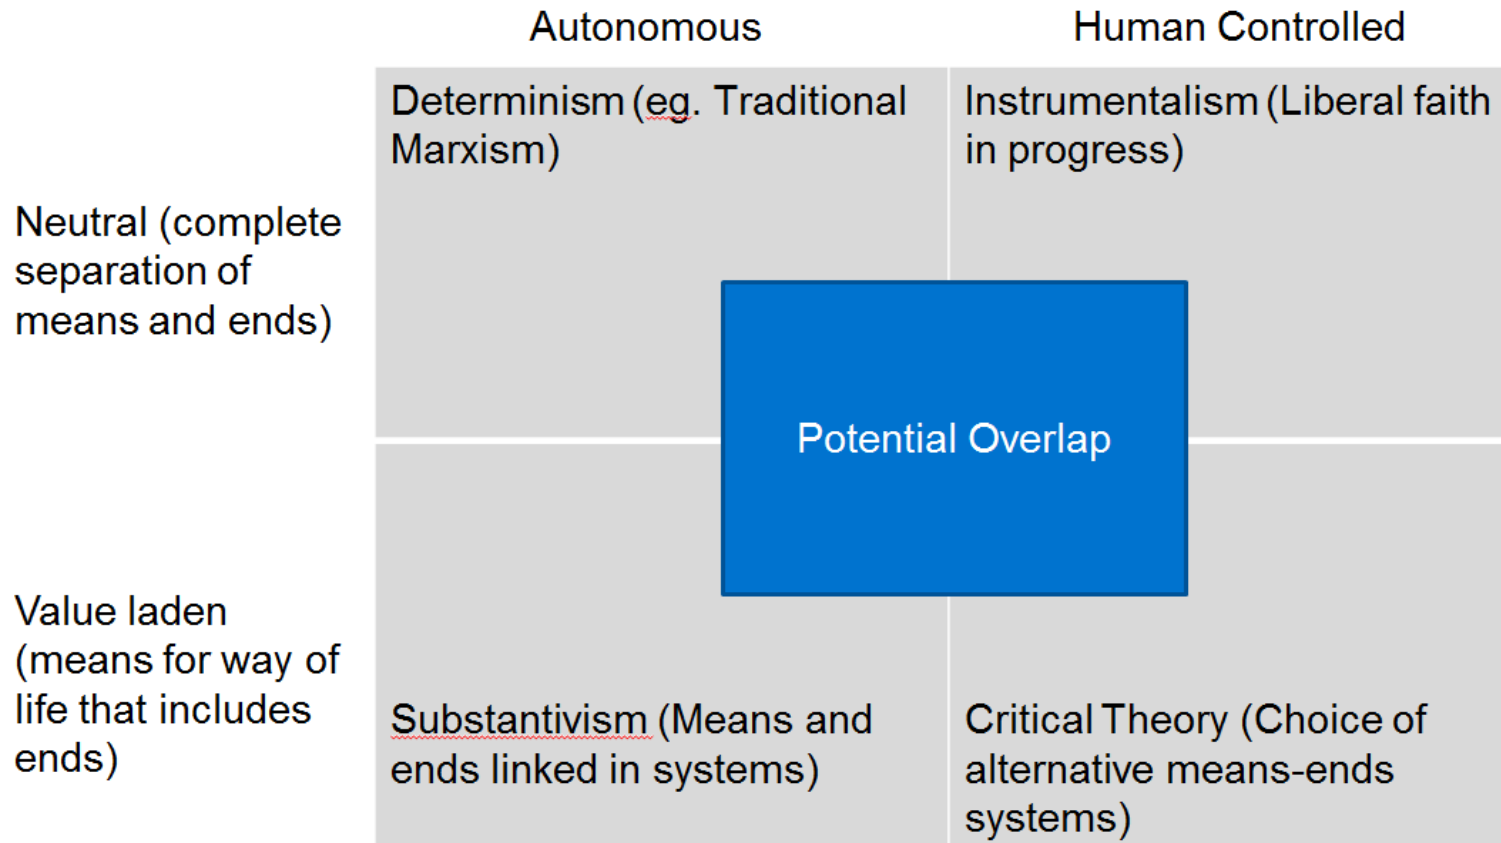 Autonomous
Human Controlled
Determinism (eg. Traditional
Marxism)
Instrumentalism (Liberal faith
in progress)
Neutral (complete
separation of
means and ends)
Potential Overlap
Value laden
(means for way of
life that includes
ends)
Substantivism (Means and
ends linked in systems)
Critical Theory (Choice of
alternative means-ends
systems)